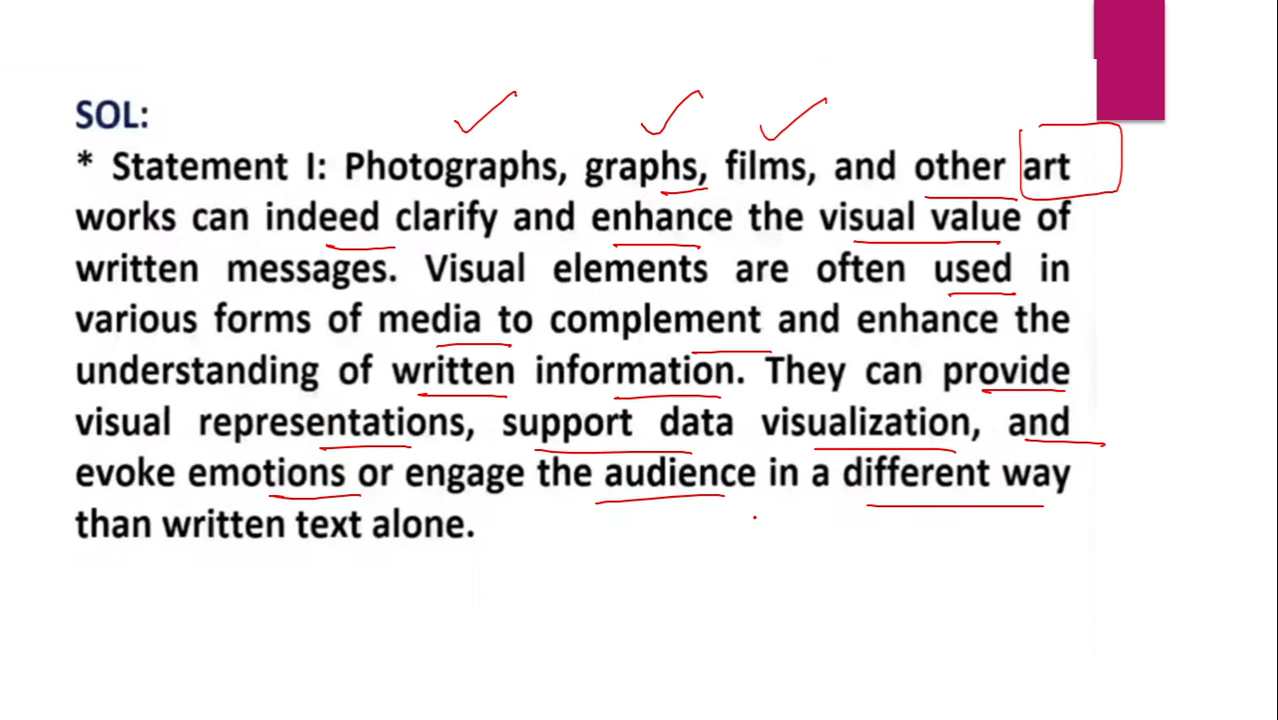 SOL:
* Statement I: Photographs, graphs, films, and other art
works can indeed clarify and enhance the visual value of
written messages. Visual elements are often used in
various forms of media to complement and enhance the
understanding of written information. They can provide
visual representations, support data visualization, and
evoke emotions or engage the audience in a different way
than written text alone.